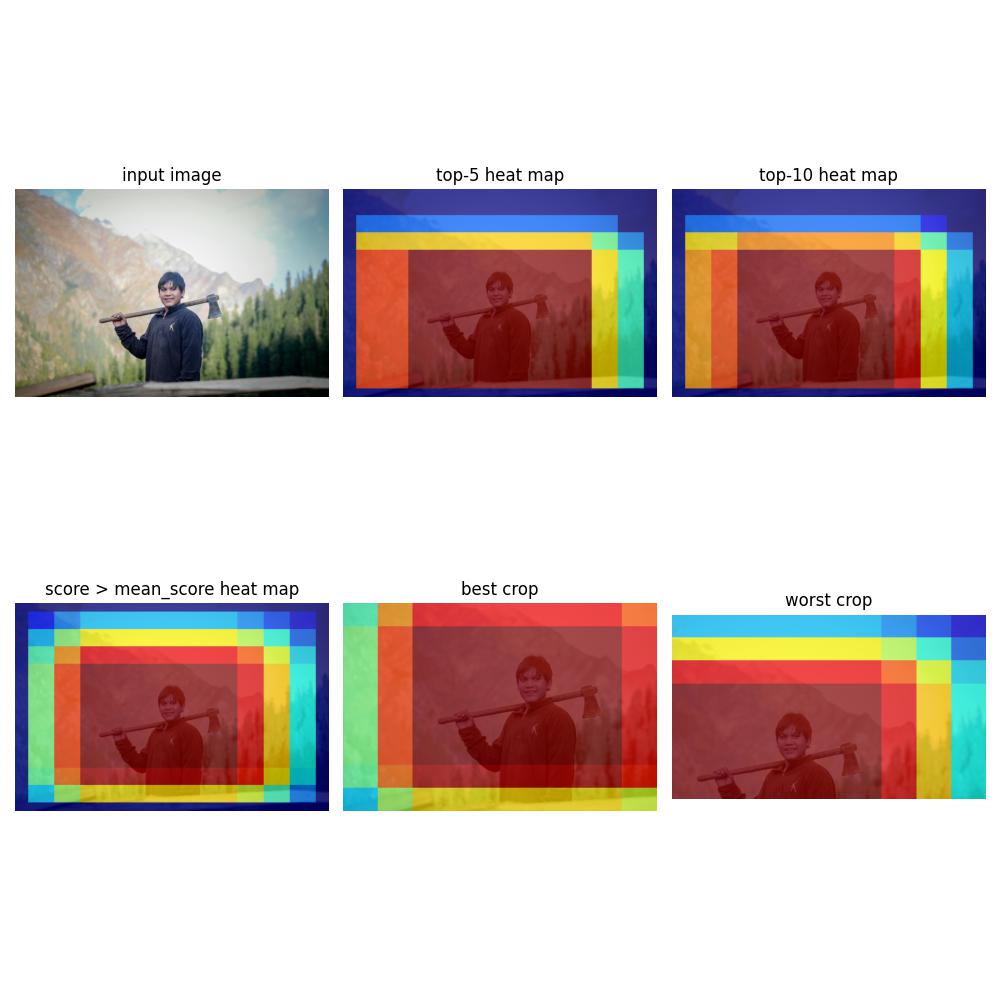 input image
top-5 heat map
top-10 heat map
score > mean_score heat map
best crop
worst crop